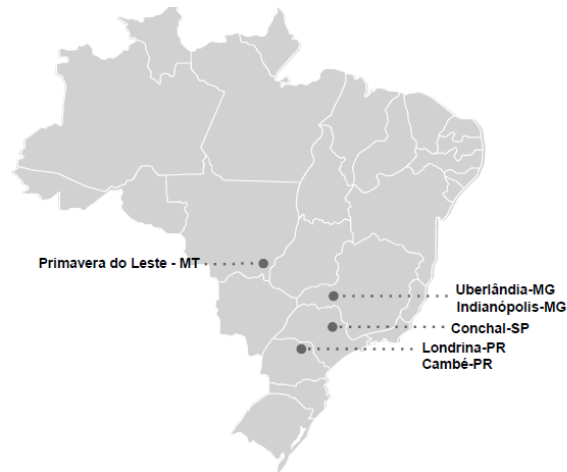 Primavera do Leste - MT
Uberlândia-MG
Indianópolis-MG
Conchal-SP
Londrina-PR
Cambé-PR